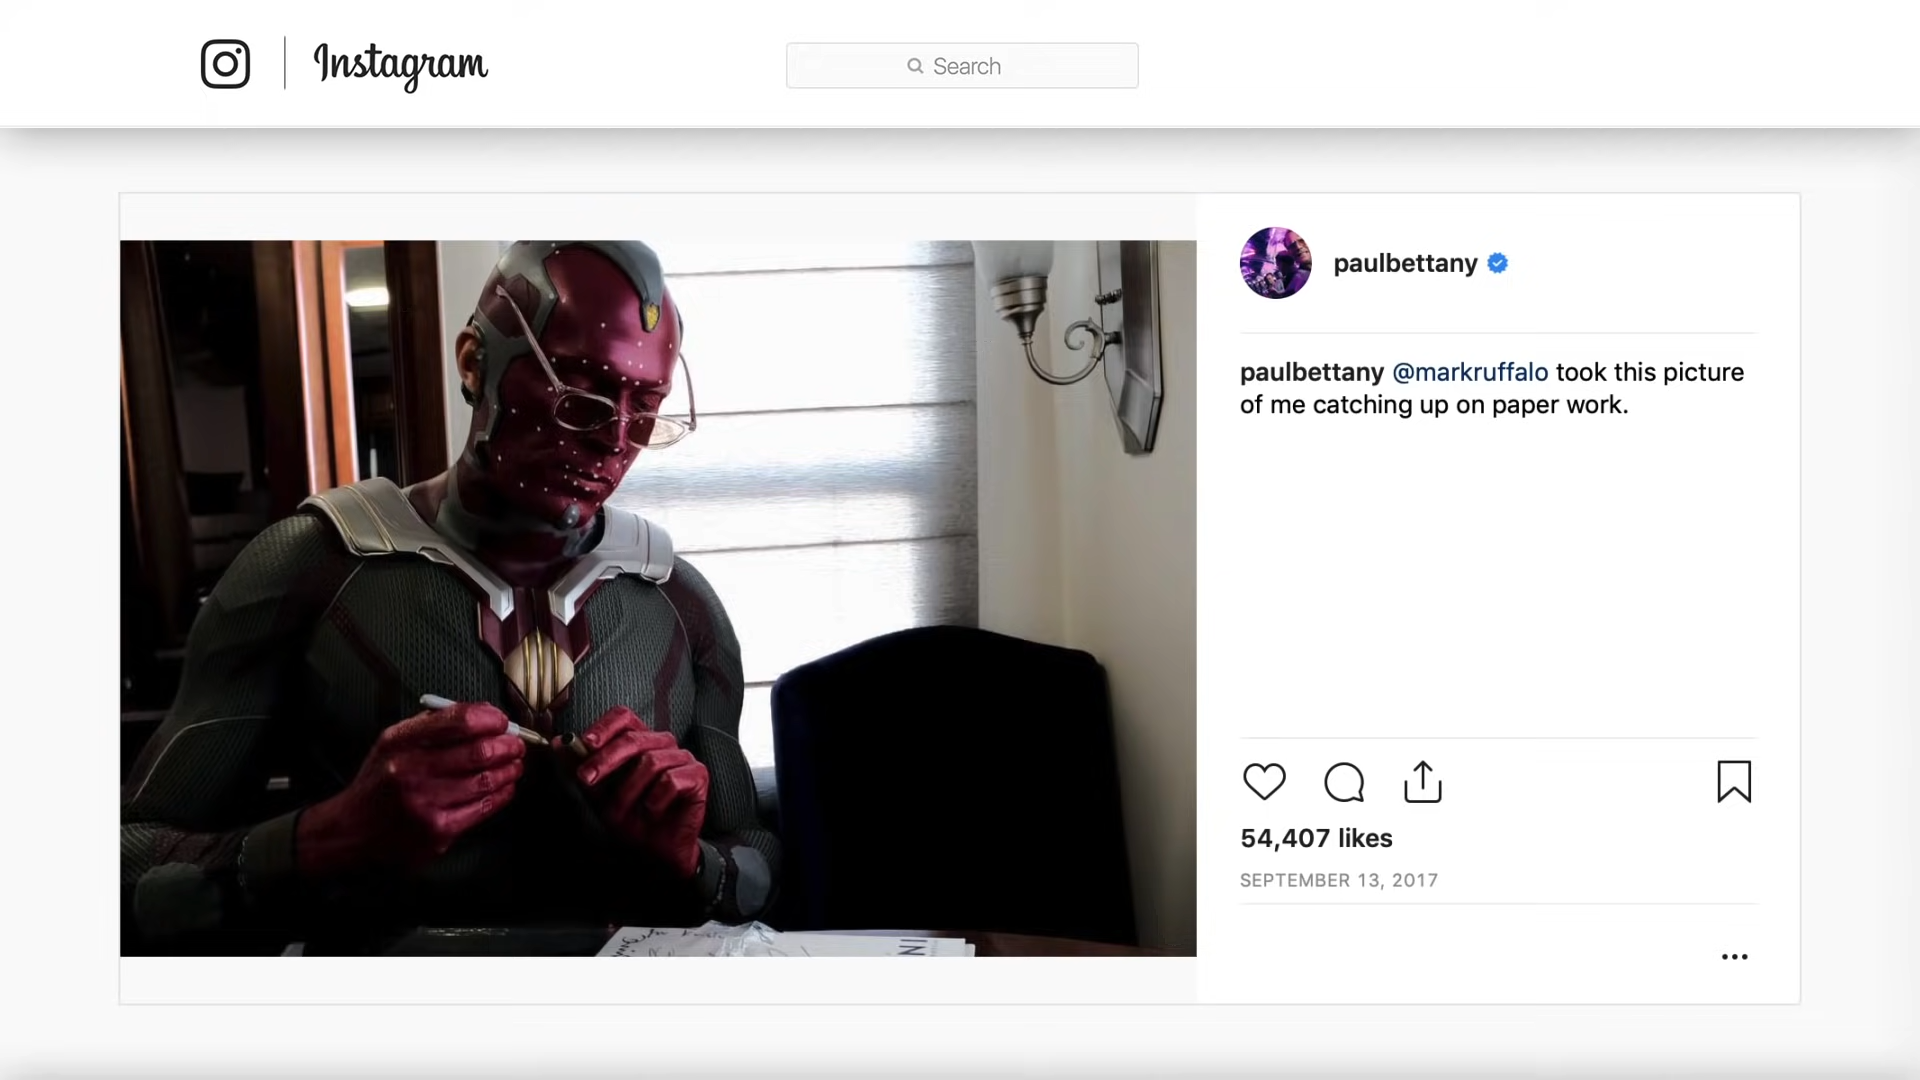 Instagram
Search
paulbettany
paulbettany @markruffalo took this picture
of me catching up on paper work.
54,407 likes
SEPTEMBER 13, 2017
IN